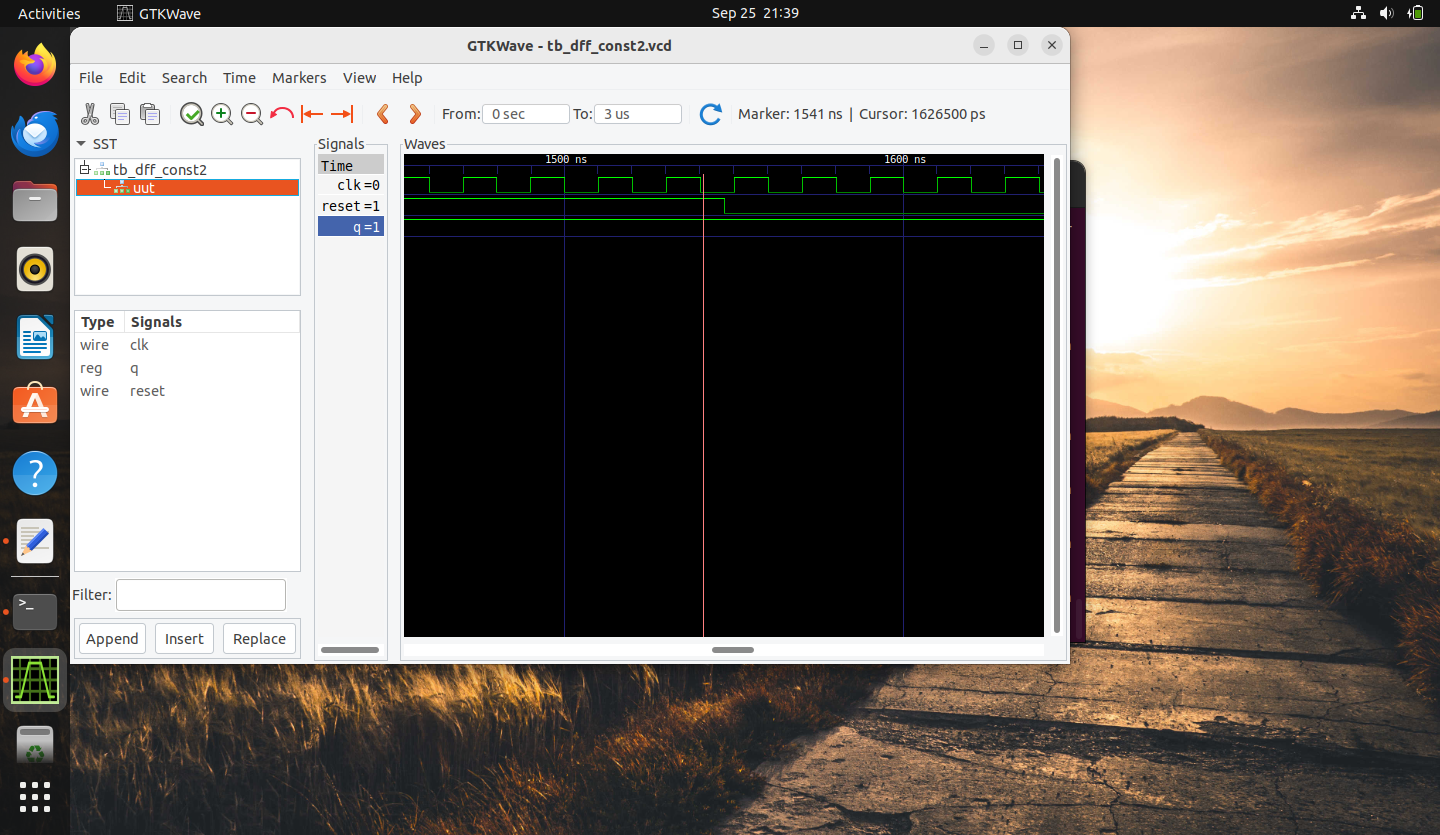 Activities GTKWave Sep 25 21:39
GTKWave - tb_dff_const2.vcd
File Edit Search Time Markers View Help
From: 0 sec To: 3 us Marker: 1541 ns | Cursor: 1626500 ps
SST
tb_dff_const2
uut
Type Signals
wire clk
reg q
wire reset
Filter:
Append Insert Replace
Signals
Time
clk=0
reset=1
q=1
Waves
1500 ns 1600 ns